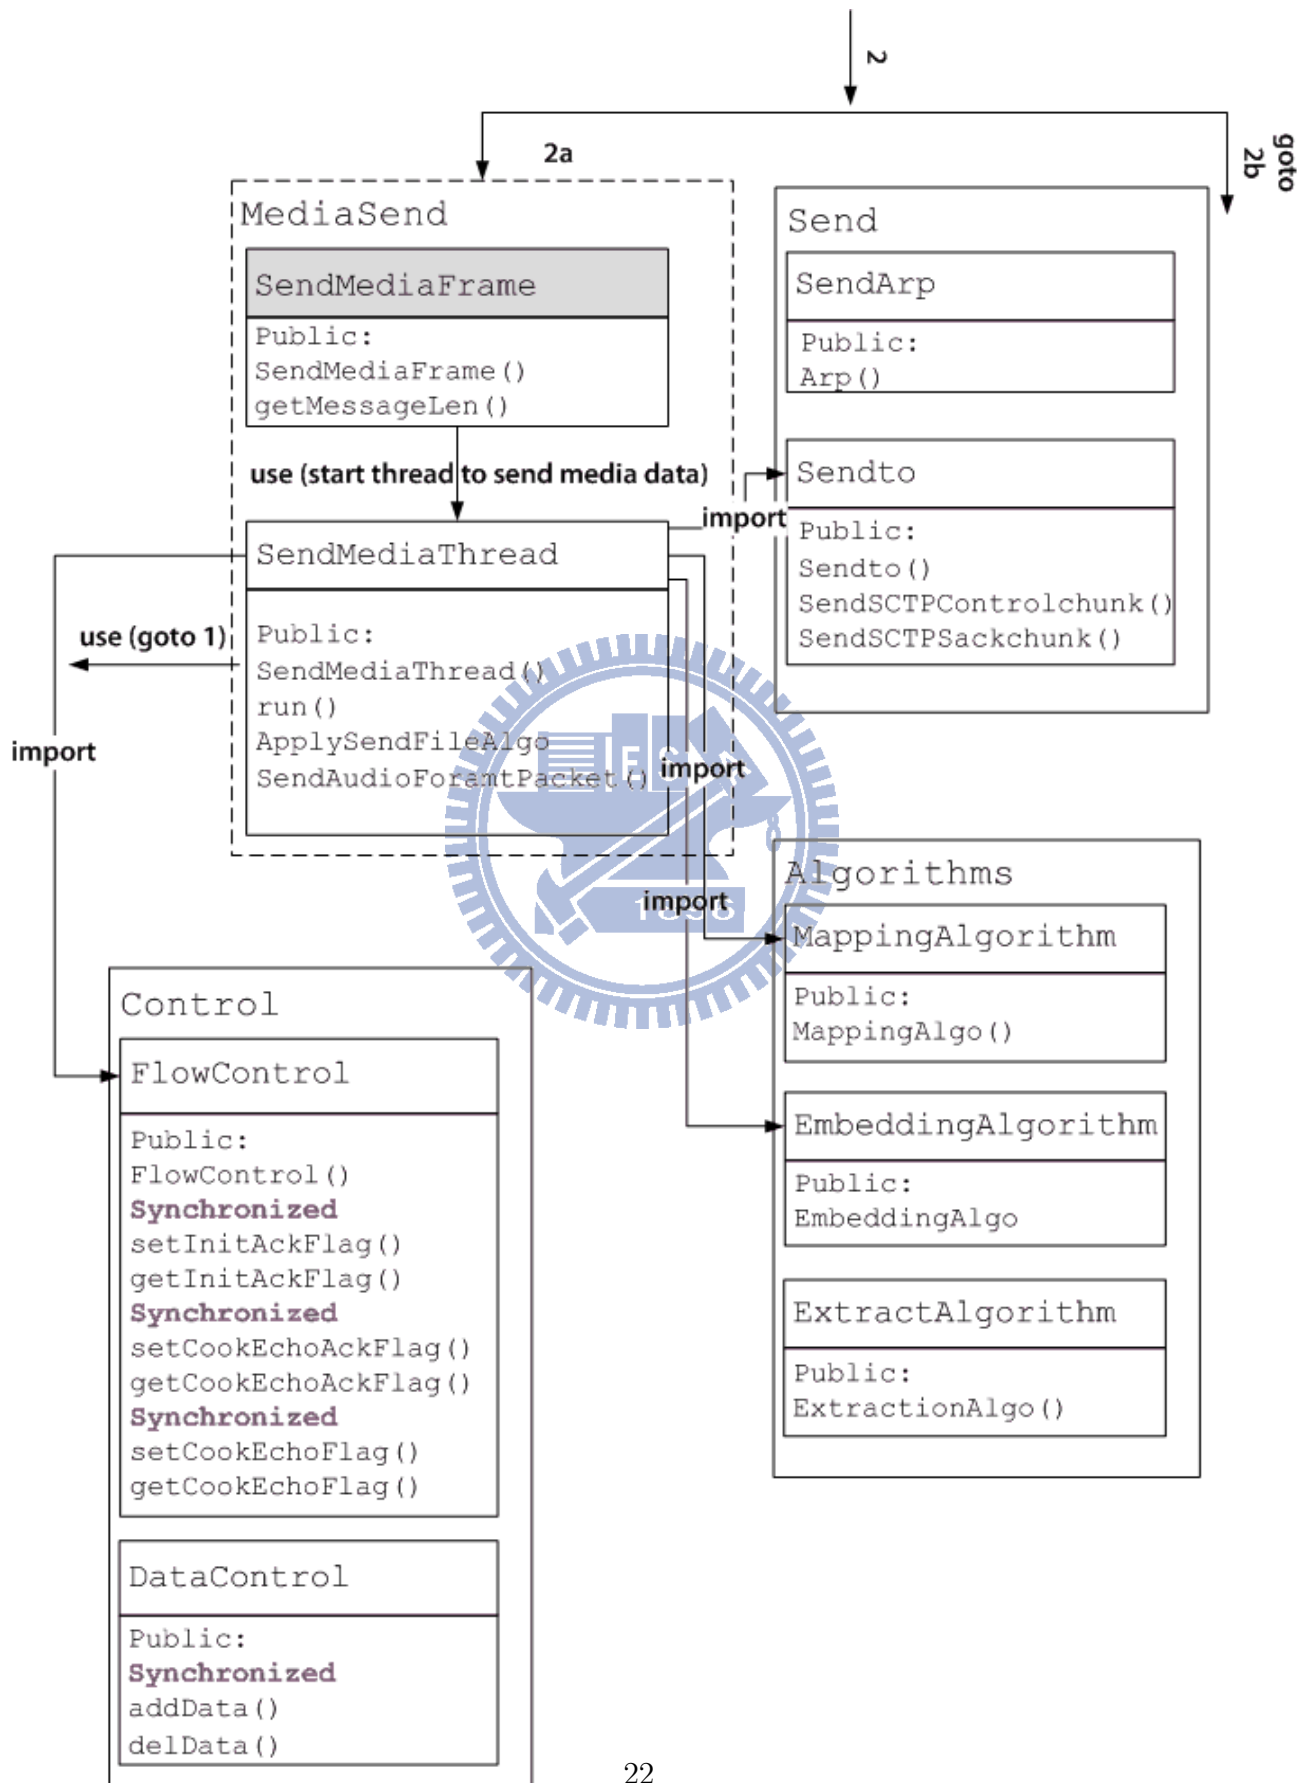 2
2a
goto
2b
MediaSend
SendMediaFrame
Public:
SendMediaFrame()
getMessageLen()
use (start thread to send media data)
SendMediaThread
Public:
SendMediaThread()
run()
ApplySendFileAlgo
SendAudioForamtPacket()
use (goto 1)
import
import
import
import
Send
SendArp
Public:
Arp()
Sendto
Public:
Sendto()
SendSCTPControlchunk()
SendSCTPSackchunk()
Algorithms
MappingAlgorithm
Public:
MappingAlgo()
EmbeddingAlgorithm
Public:
EmbeddingAlgo
ExtractAlgorithm
Public:
ExtractionAlgo()
Control
FlowControl
Public:
FlowControl()
Synchronized
setInitAckFlag()
getInitAckFlag()
Synchronized
setCookEchoAckFlag()
getCookEchoAckFlag()
Synchronized
setCookEchoFlag()
getCookEchoFlag()
DataControl
Public:
Synchronized
addData()
delData()
22